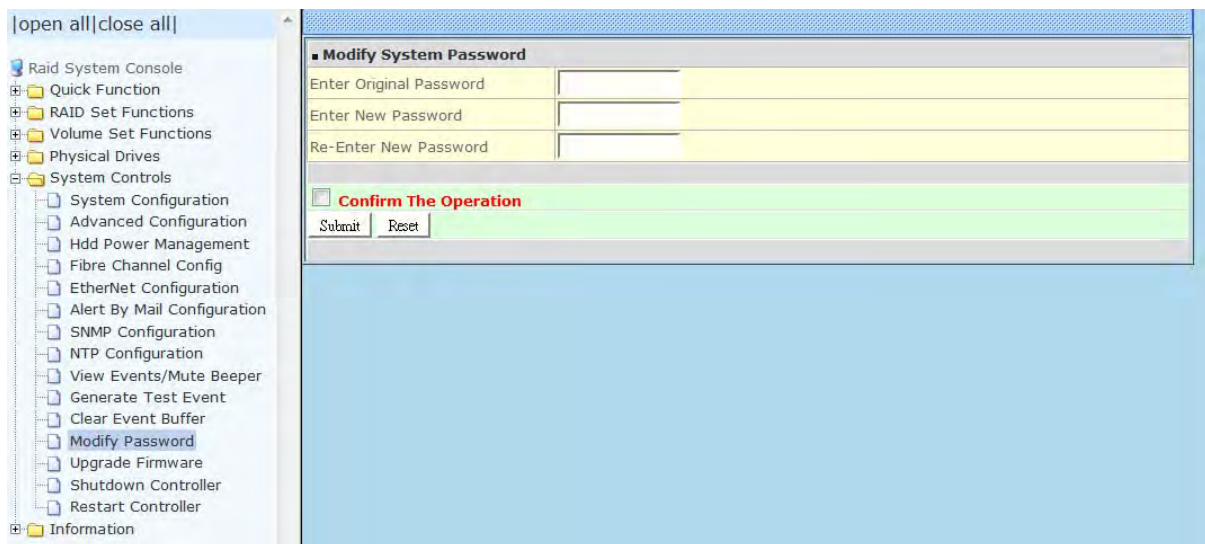 |open all|close all|
Raid System Console
Quick Function
RAID Set Functions
Volume Set Functions
Physical Drives
System Controls
System Configuration
Advanced Configuration
Hdd Power Management
Fibre Channel Config
EtherNet Configuration
Alert By Mail Configuration
SNMP Configuration
NTP Configuration
View Events/Mute Beeper
Generate Test Event
Clear Event Buffer
Modify Password
Upgrade Firmware
Shutdown Controller
Restart Controller
Information
Modify System Password
Enter Original Password
Enter New Password
Re-Enter New Password
Confirm The Operation
Submit Reset